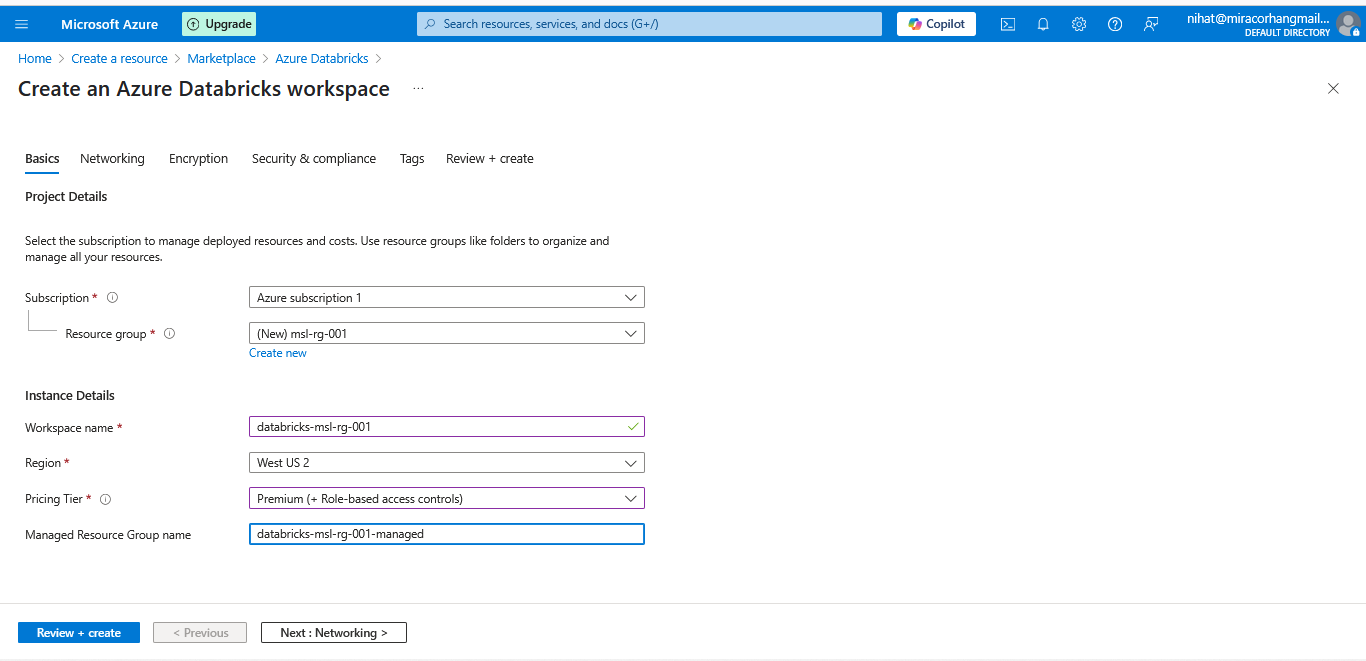 Microsoft Azure
Upgrade
Search resources, services, and docs (G+/)
Copilot
nihat@miracorhangmail...
DEFAULT DIRECTORY
Home > Create a resource > Marketplace > Azure Databricks >
Create an Azure Databricks workspace ...
Basics Networking Encryption Security & compliance Tags Review + create
Project Details
Select the subscription to manage deployed resources and costs. Use resource groups like folders to organize and
manage all your resources.
Subscription * Azure subscription 1
Resource group * (New) msl-rg-001
Create new
Instance Details
Workspace name * databricks-msl-rg-001
Region * West US 2
Pricing Tier * Premium (+ Role-based access controls)
Managed Resource Group name databricks-msl-rg-001-managed
Review + create < Previous Next : Networking >